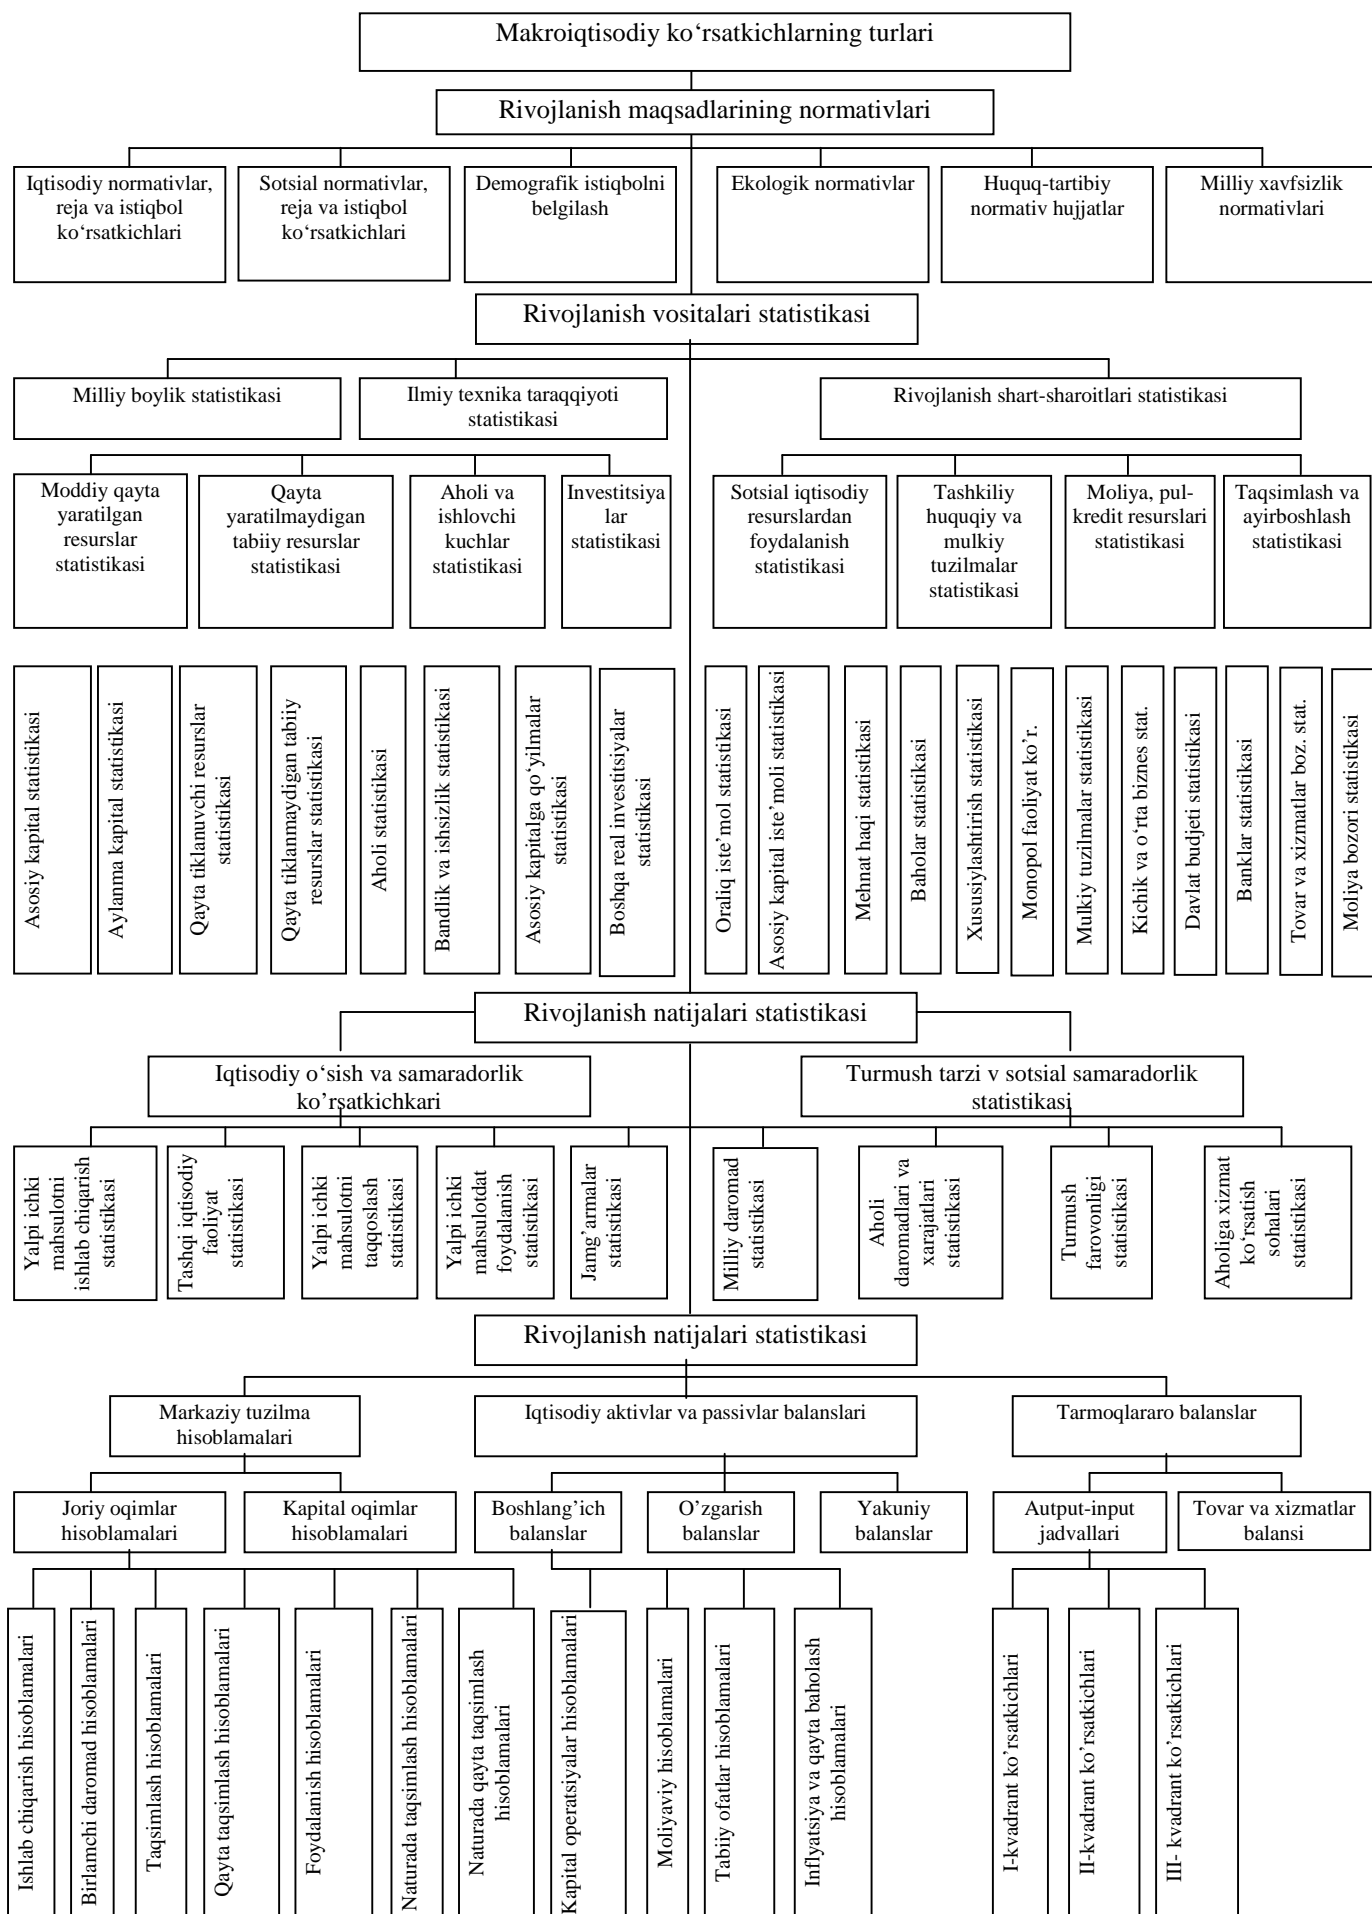 Makroiqtisodiy ko‘rsatkichlarning turlari
Rivojlanish maqsadlarining normativlari
Iqtisodiy normativlar,
reja va istiqbol
ko‘rsatkichlari
Sotsial normativlar,
reja va istiqbol
ko‘rsatkichlari
Demografik istiqbolni
belgilash
Ekologik normativlar
Huquq-tartibiy
normativ hujjatlar
Milliy xavfsizlik
normativlari
Rivojlanish vositalari statistikasi
Milliy boylik statistikasi
Ilmiy texnika taraqqiyoti
statistikasi
Rivojlanish shart-sharoitlari statistikasi
Moddiy qayta
yaratilgan
resurslar
statistikasi
Qayta
yaratilmaydigan
tabiiy resurslar
statistikasi
Aholi va
ishlovchi
kuchlar
statistikasi
Investitsiya
lar
statistikasi
Sotsial iqtisodiy
resurslardan
foydalanish
statistikasi
Tashkiliy
huquqiy va
mulkiy
tuzilmalar
statistikasi
Moliya, pul-
kredit resurslari
statistikasi
Taqsimlash va
ayirboshlash
statistikasi
Asosiy kapital statistikasi
Aylanma kapital statistikasi
Qayta tiklanuvchi resurslar
statistikasi
Qayta tiklanmaydigan tabiiy
resurslar statistikasi
Aholi statistikasi
Bandlik va ishsizlik statistikasi
Asosiy kapitalga qo‘yilmalar
statistikasi
Boshqa real investitsiyalar
statistikasi
Oraliq iste’mol statistikasi
Asosiy kapital iste’moli statistikasi
Mehnat haqi statistikasi
Baholar statistikasi
Xususiylashtirish statistikasi
Monopol faoliyat ko’r.
Mulkiy tuzilmalar statistikasi
Kichik va o‘rta biznes stat.
Davlat budjeti statistikasi
Banklar statistikasi
Tovar va xizmatlar boz. stat.
Moliya bozori statistikasi
Rivojlanish natijalari statistikasi
Iqtisodiy o‘sish va samaradorlik
ko’rsatkichkari
Turmush tarzi v sotsial samaradorlik
statistikasi
Yalpi ichki
mahsulotni
ishlab chiqarish
statistikasi
Tashqi iqtisodiy
faoliyat
statistikasi
Yalpi ichki
mahsulotni
taqqoslash
statistikasi
Yalpi ichki
mahsulotdat
foydalanish
statistikasi
Jamg’armalar
statistikasi
Milliy daromad
statistikasi
Aholi
daromadlari va
xarajatlari
statistikasi
Turmush
farovonligi
statistikasi
Aholiga xizmat
ko‘rsatish
sohalari
statistikasi
Rivojlanish natijalari statistikasi
Markaziy tuzilma
hisoblamalari
Iqtisodiy aktivlar va passivlar balanslari
Tarmoqlararo balanslar
Joriy oqimlar
hisoblamalari
Kapital oqimlar
hisoblamalari
Boshlang’ich
balanslar
O’zgarish
balanslar
Yakuniy
balanslar
Autput-input
jadvallari
Tovar va xizmatlar
balansi
Ishlab chiqarish hisoblamalari
Birlamchi daromad hisoblamalari
Taqsimlash hisoblamalari
Qayta taqsimlash hisoblamalari
Foydalanish hisoblamalari
Naturada taqsimlash hisoblamalari
Naturada qayta taqsimlash
hisoblamalari
Kapital operatsiyalar hisoblamalari
Moliyaviy hisoblamalari
Tabiiy ofatlar hisoblamalari
Inflyatsiya va qayta baholash
hisoblamalari
I-kvadrant ko’rsatkichlari
II-kvadrant ko’rsatkichlari
III- kvadrant ko’rsatkichlari